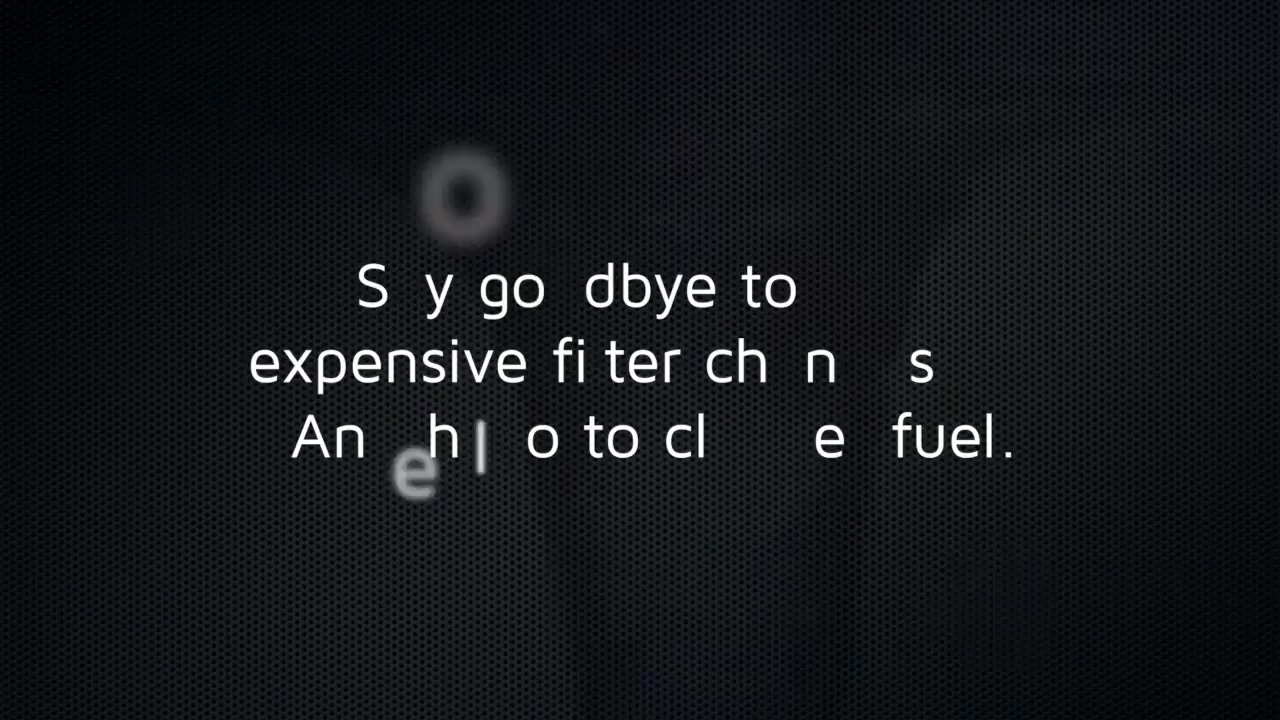 S y go dbye to
expensive fi ter ch n s
An h l o to cl e fuel.